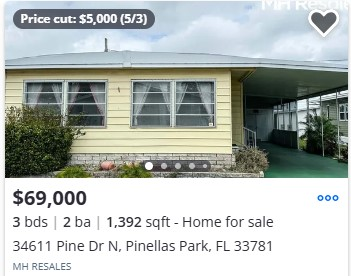 MH Resales
Price cut: $5,000 (5/3)
$69,000
3 bds | 2 ba | 1,392 sqft - Home for sale
34611 Pine Dr N, Pinellas Park, FL 33781
MH RESALES